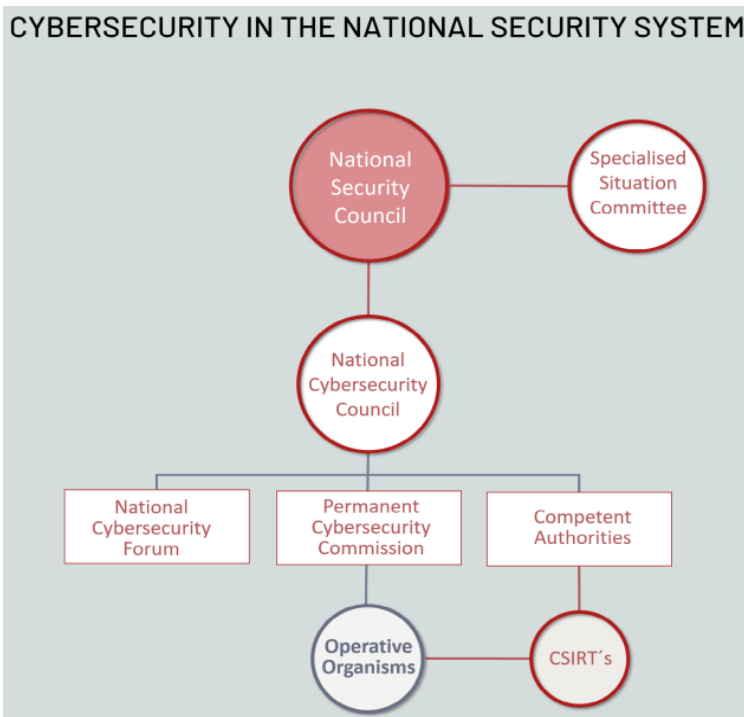 CYBERSECURITY IN THE NATIONAL SECURITY SYSTEM
National
Security
Council
Specialised
Situation
Committee
National
Cybersecurity
Council
National
Cybersecurity
Forum
Permanent
Cybersecurity
Commission
Competent
Authorities
Operative
Organisms
CSIRT´s